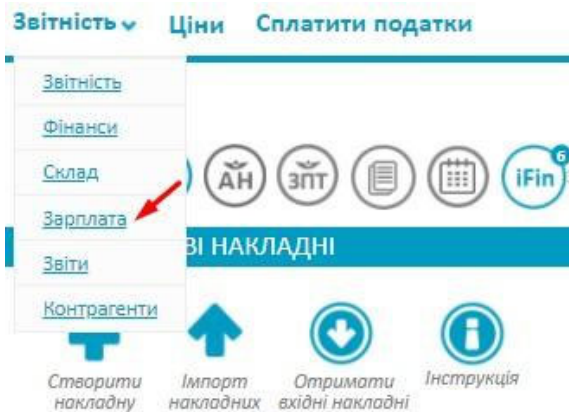 Звітність Ціни Сплатити податки
Звітність
Фінанси
Склад
Зарплата
Звіти
Контрагенти
АН ЗПТ iFin 6
ВІ НАКЛАДНІ
Створити накладну
Імпорт накладних
Отримати вхідні накладні
Інструкція